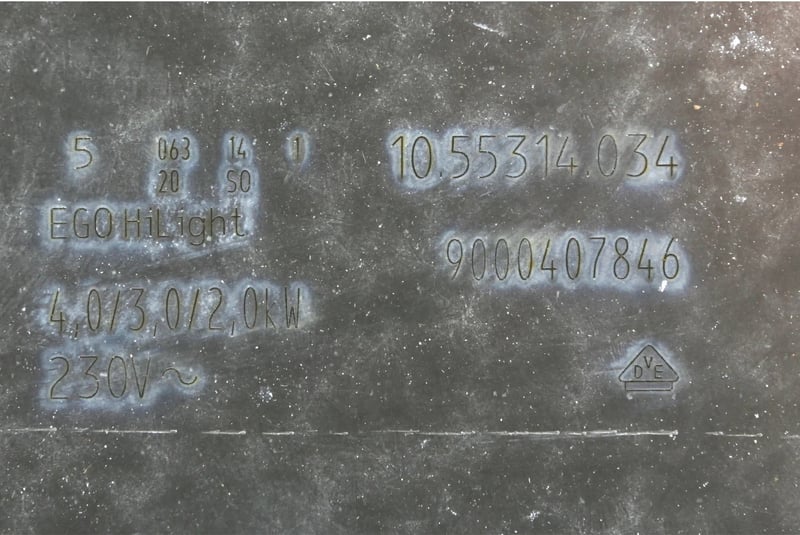 5 063 14 1 10.55314.034
20 SO
EGO HiLight
9000407846
4,0/3,0/2,0kW
230V~
DVE